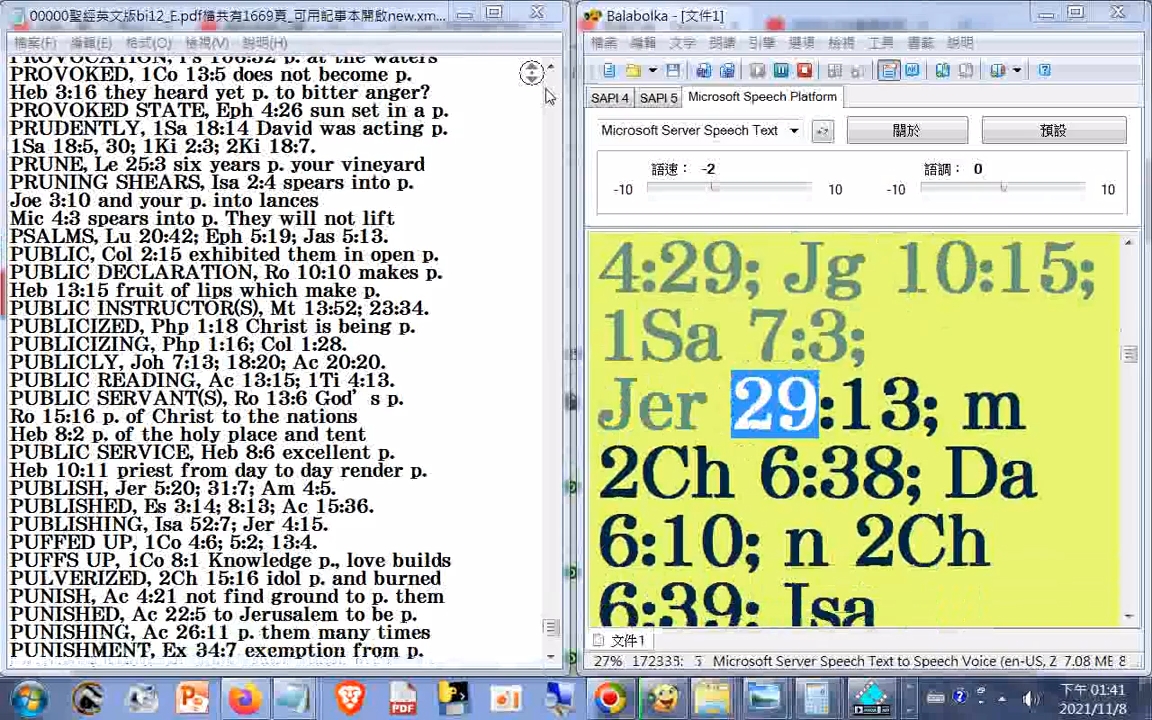 00000聖經英文版bi12_E.pdf檔共有1669頁_可用記事本開啟new.xm...
檔案(F) 編輯(E) 格式(O) 檢視(V) 說明(H)
PROVOCATION, Ps 106:32 p. at the waters
PROVOKED, 1Co 13:5 does not become p.
Heb 3:16 they heard yet p. to bitter anger?
PROVOKED STATE, Eph 4:26 sun set in a p.
PRUDENTLY, 1Sa 18:14 David was acting p.
1Sa 18:5, 30; 1Ki 2:3; 2Ki 18:7.
PRUNE, Le 25:3 six years p. your vineyard
PRUNING SHEARS, Isa 2:4 spears into p.
Joe 3:10 and your p. into lances
Mic 4:3 spears into p. They will not lift
PSALMS, Lu 20:42; Eph 5:19; Jas 5:13.
PUBLIC, Col 2:15 exhibited them in open p.
PUBLIC DECLARATION, Ro 10:10 makes p.
Heb 13:15 fruit of lips which make p.
PUBLIC INSTRUCTOR(S), Mt 13:52; 23:34.
PUBLICIZED, Php 1:18 Christ is being p.
PUBLICIZING, Php 1:16; Col 1:28.
PUBLICLY, Joh 7:13; 18:20; Ac 20:20.
PUBLIC READING, Ac 13:15; 1Ti 4:13.
PUBLIC SERVANT(S), Ro 13:6 God’s p.
Ro 15:16 p. of Christ to the nations
Heb 8:2 p. of the holy place and tent
PUBLIC SERVICE, Heb 8:6 excellent p.
Heb 10:11 priest from day to day render p.
PUBLISH, Jer 5:20; 31:7; Am 4:5.
PUBLISHED, Es 3:14; 8:13; Ac 15:36.
PUBLISHING, Isa 52:7; Jer 4:15.
PUFFED UP, 1Co 4:6; 5:2; 13:4.
PUFFS UP, 1Co 8:1 Knowledge p., love builds
PULVERIZED, 2Ch 15:16 idol p. and burned
PUNISH, Ac 4:21 not find ground to p. them
PUNISHED, Ac 22:5 to Jerusalem to be p.
PUNISHING, Ac 26:11 p. them many times
PUNISHMENT, Ex 34:7 exemption from p.
Balabolka - [文件1]
檔案 編輯 文字 朗讀 引擎 選項 檢視 工具 書籤 說明
SAPI 4 SAPI 5 Microsoft Speech Platform
Microsoft Server Speech Text 關於 預設
語速： -2 語調： 0
-10 10 -10 10
4:29; Jg 10:15;
1Sa 7:3;
Jer 29:13; m
2Ch 6:38; Da
6:10; n 2Ch
6:39; Isa
文件1
27% Microsoft Server Speech Text to Speech Voice (en-US, Z 7.08 MB 8
PDF
下午 01:41
2021/11/8